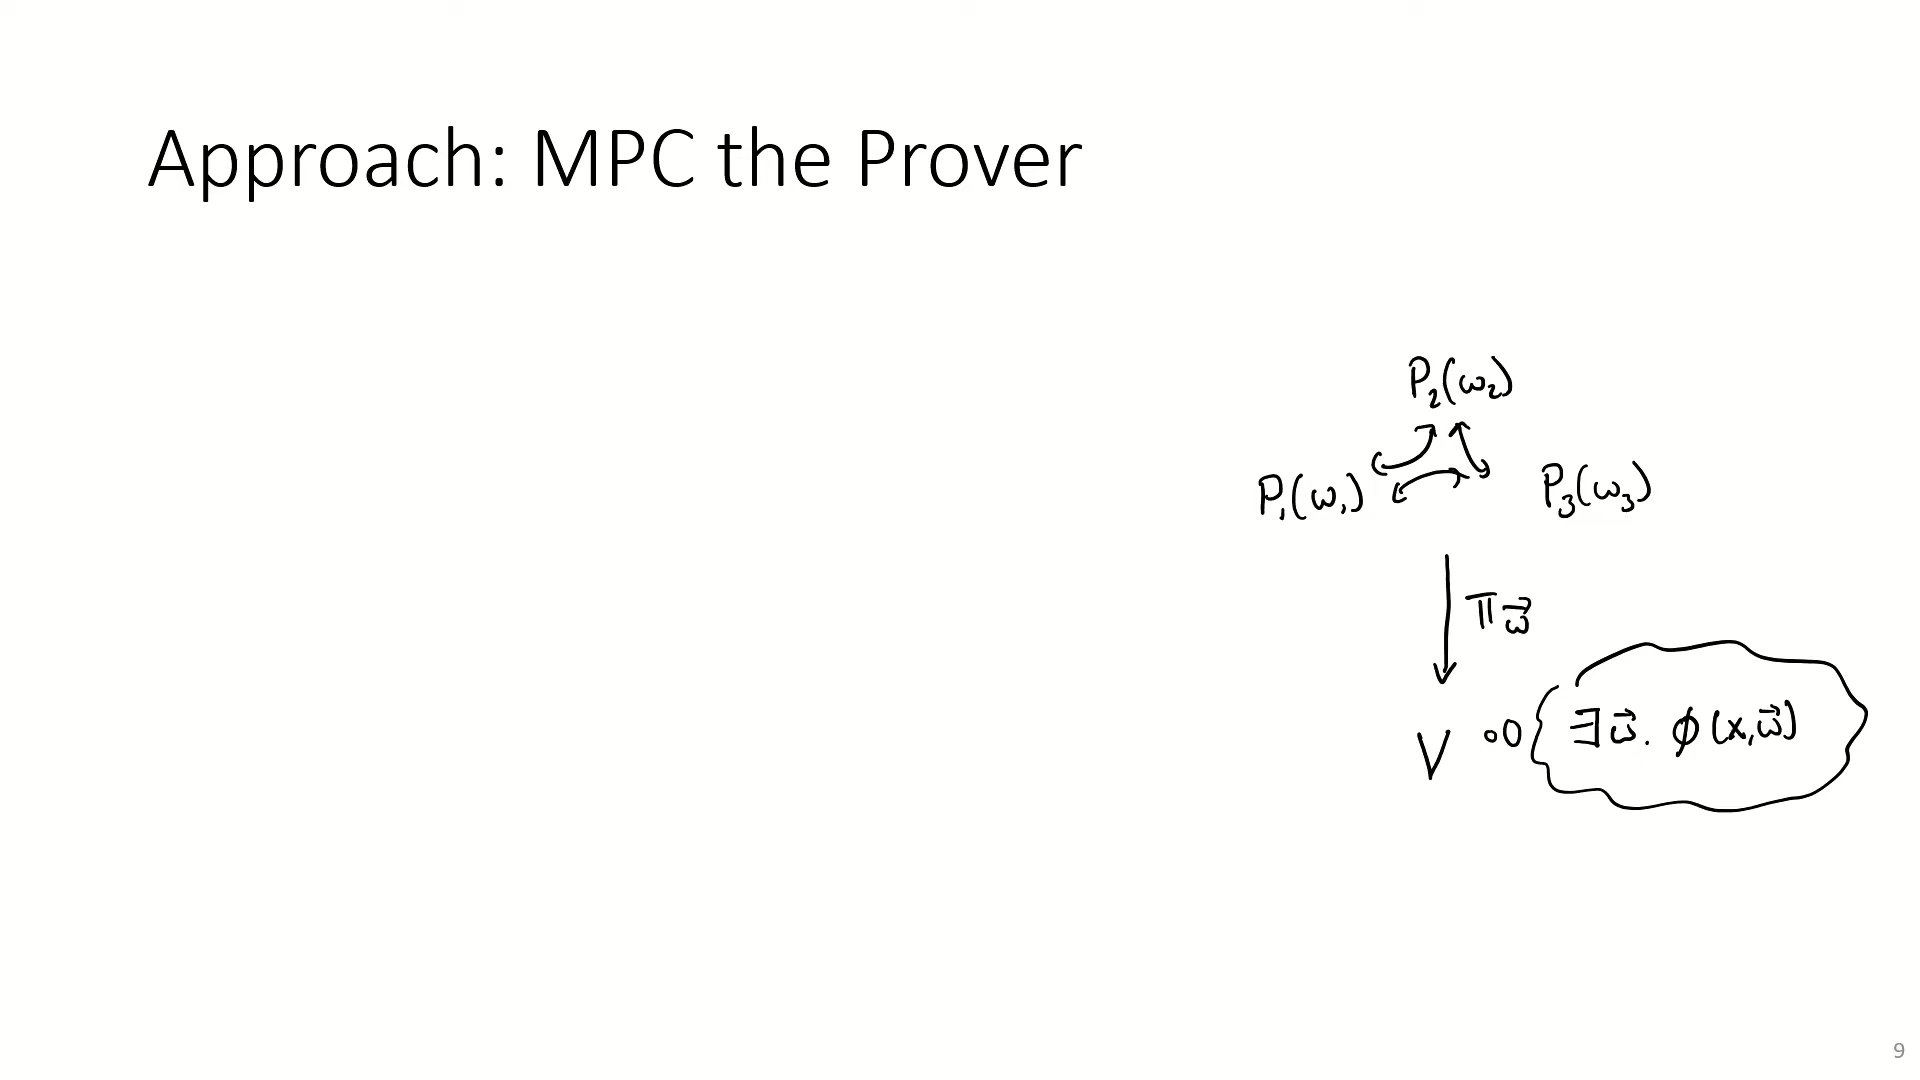 Approach: MPC the Prover
P₂(ω₂)
P₁(ω₁)
P₃(ω₃)
π_ω⃗
V
∃ω⃗. ϕ(x,ω⃗)
9